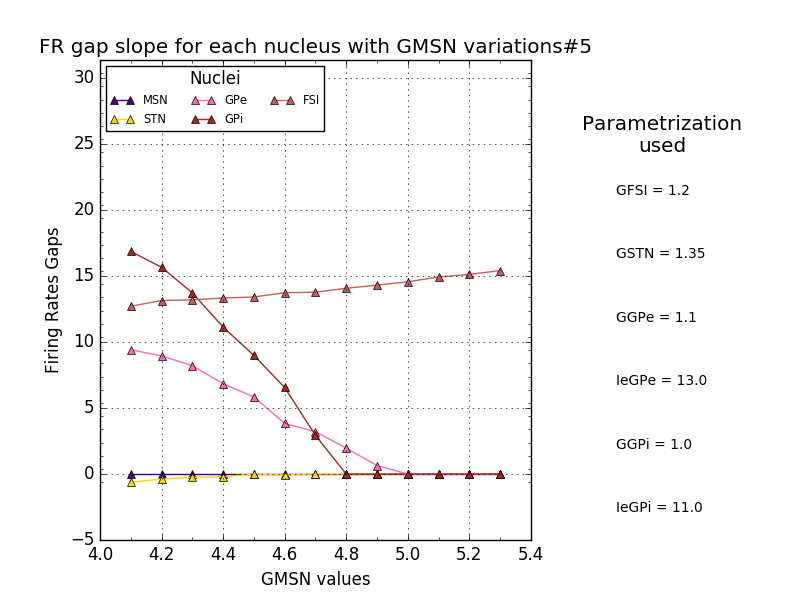 FR gap slope for each nucleus with GMSN variations#5
Nuclei
MSN GPe FSI
STN GPi
30
25
20
15
10
5
0
−5
4.0 4.2 4.4 4.6 4.8 5.0 5.2 5.4
Firing Rates Gaps
GMSN values
Parametrization
used
GFSI = 1.2
GSTN = 1.35
GGPe = 1.1
IeGPe = 13.0
GGPi = 1.0
IeGPi = 11.0